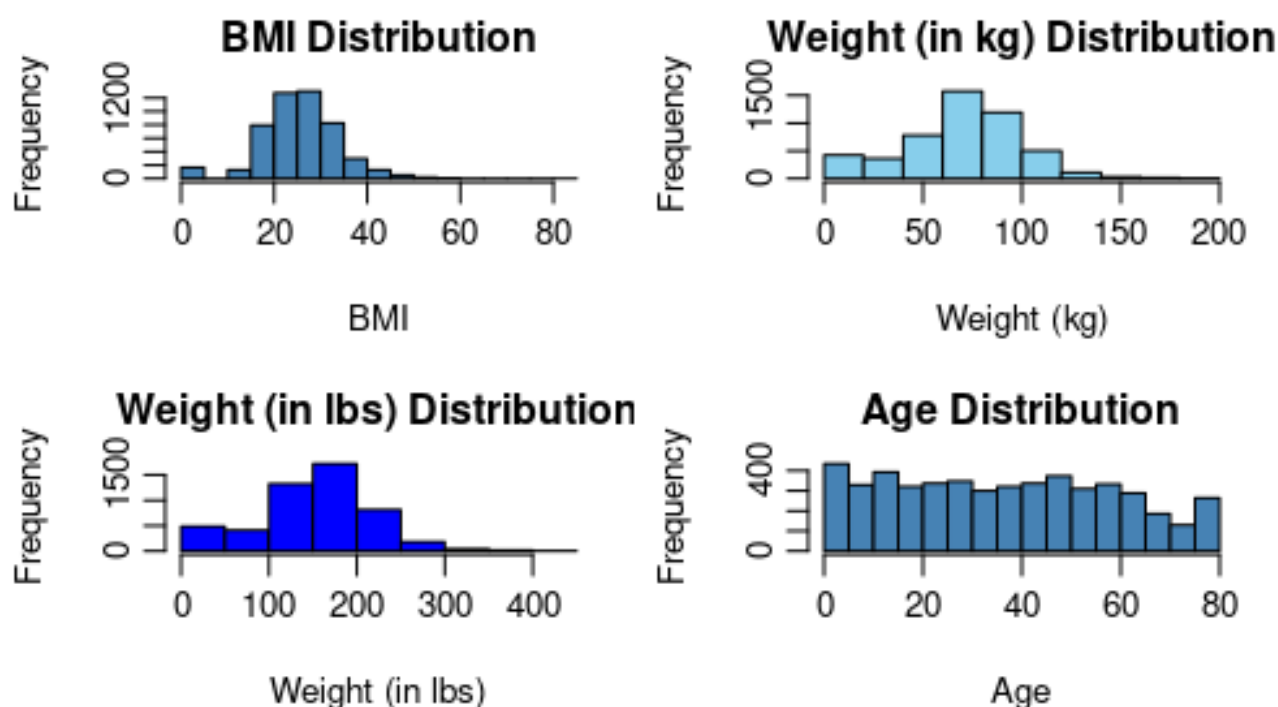 BMI Distribution
Frequency
0 1200
0 20 40 60 80
BMI
Weight (in kg) Distribution
Frequency
0 1500
0 50 100 150 200
Weight (kg)
Weight (in lbs) Distribution
Frequency
0 1500
0 100 200 300 400
Weight (in lbs)
Age Distribution
Frequency
0 400
0 20 40 60 80
Age